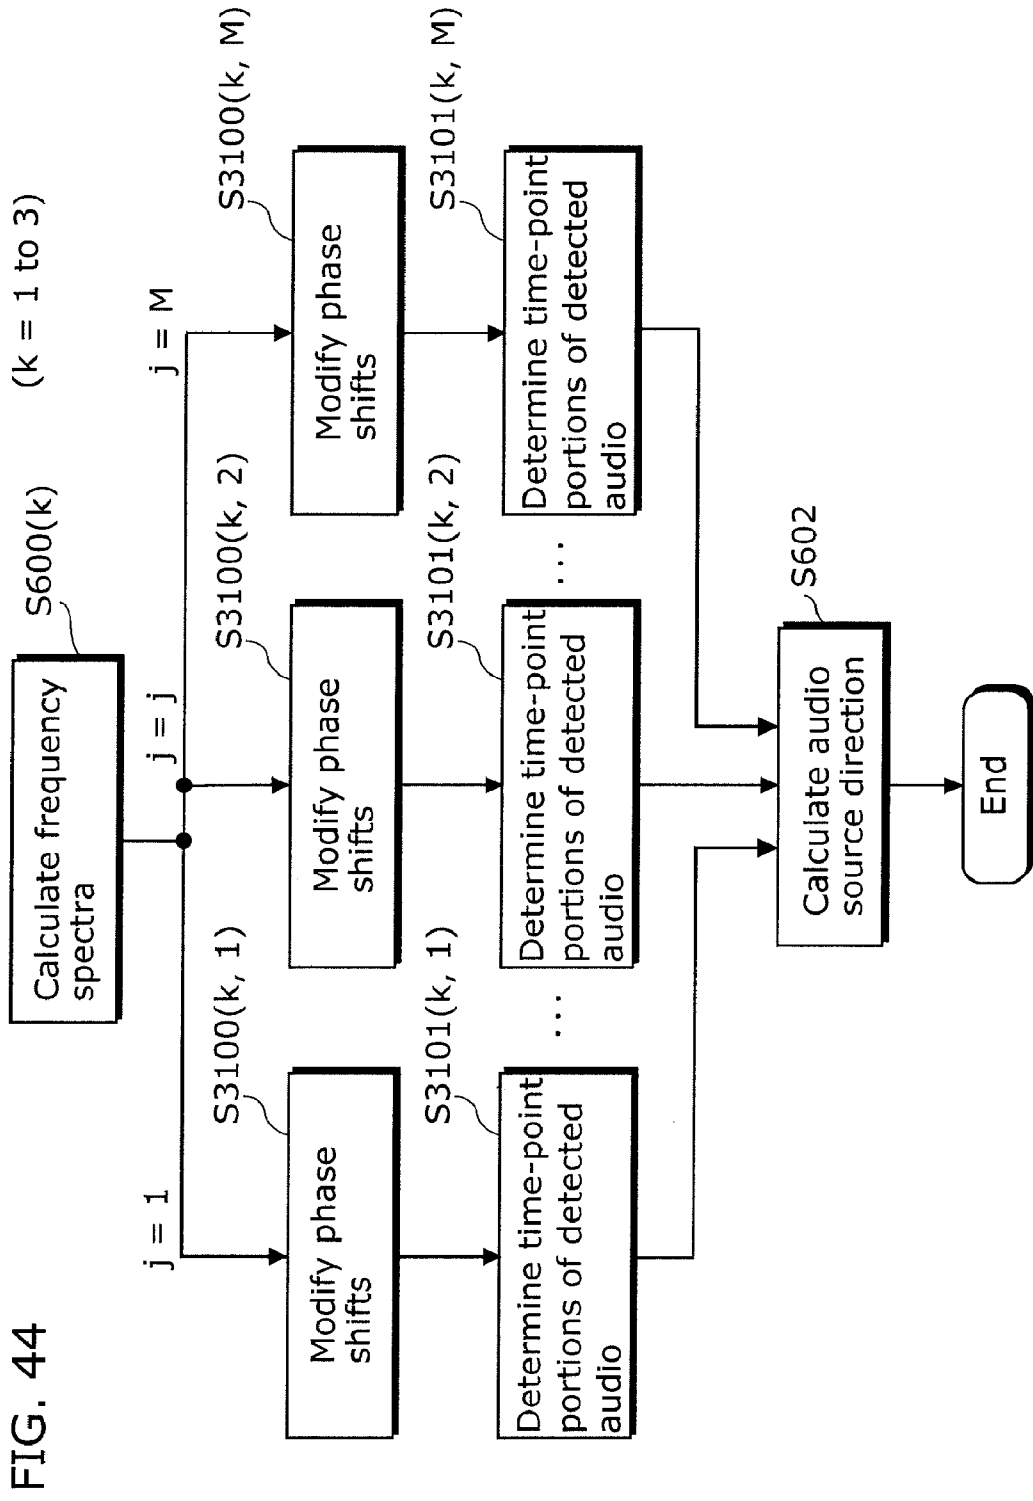 FIG. 44
(k = 1 to 3)
Calculate frequency
spectra
S600(k)
j = 1
j = j
j = M
S3100(k, 1)
Modify phase
shifts
S3100(k, 2)
Modify phase
shifts
S3100(k, M)
Modify phase
shifts
S3101(k, 1)
Determine time-point
portions of detected
audio
...
S3101(k, 2)
Determine time-point
portions of detected
audio
...
S3101(k, M)
Determine time-point
portions of detected
audio
S602
Calculate audio
source direction
End